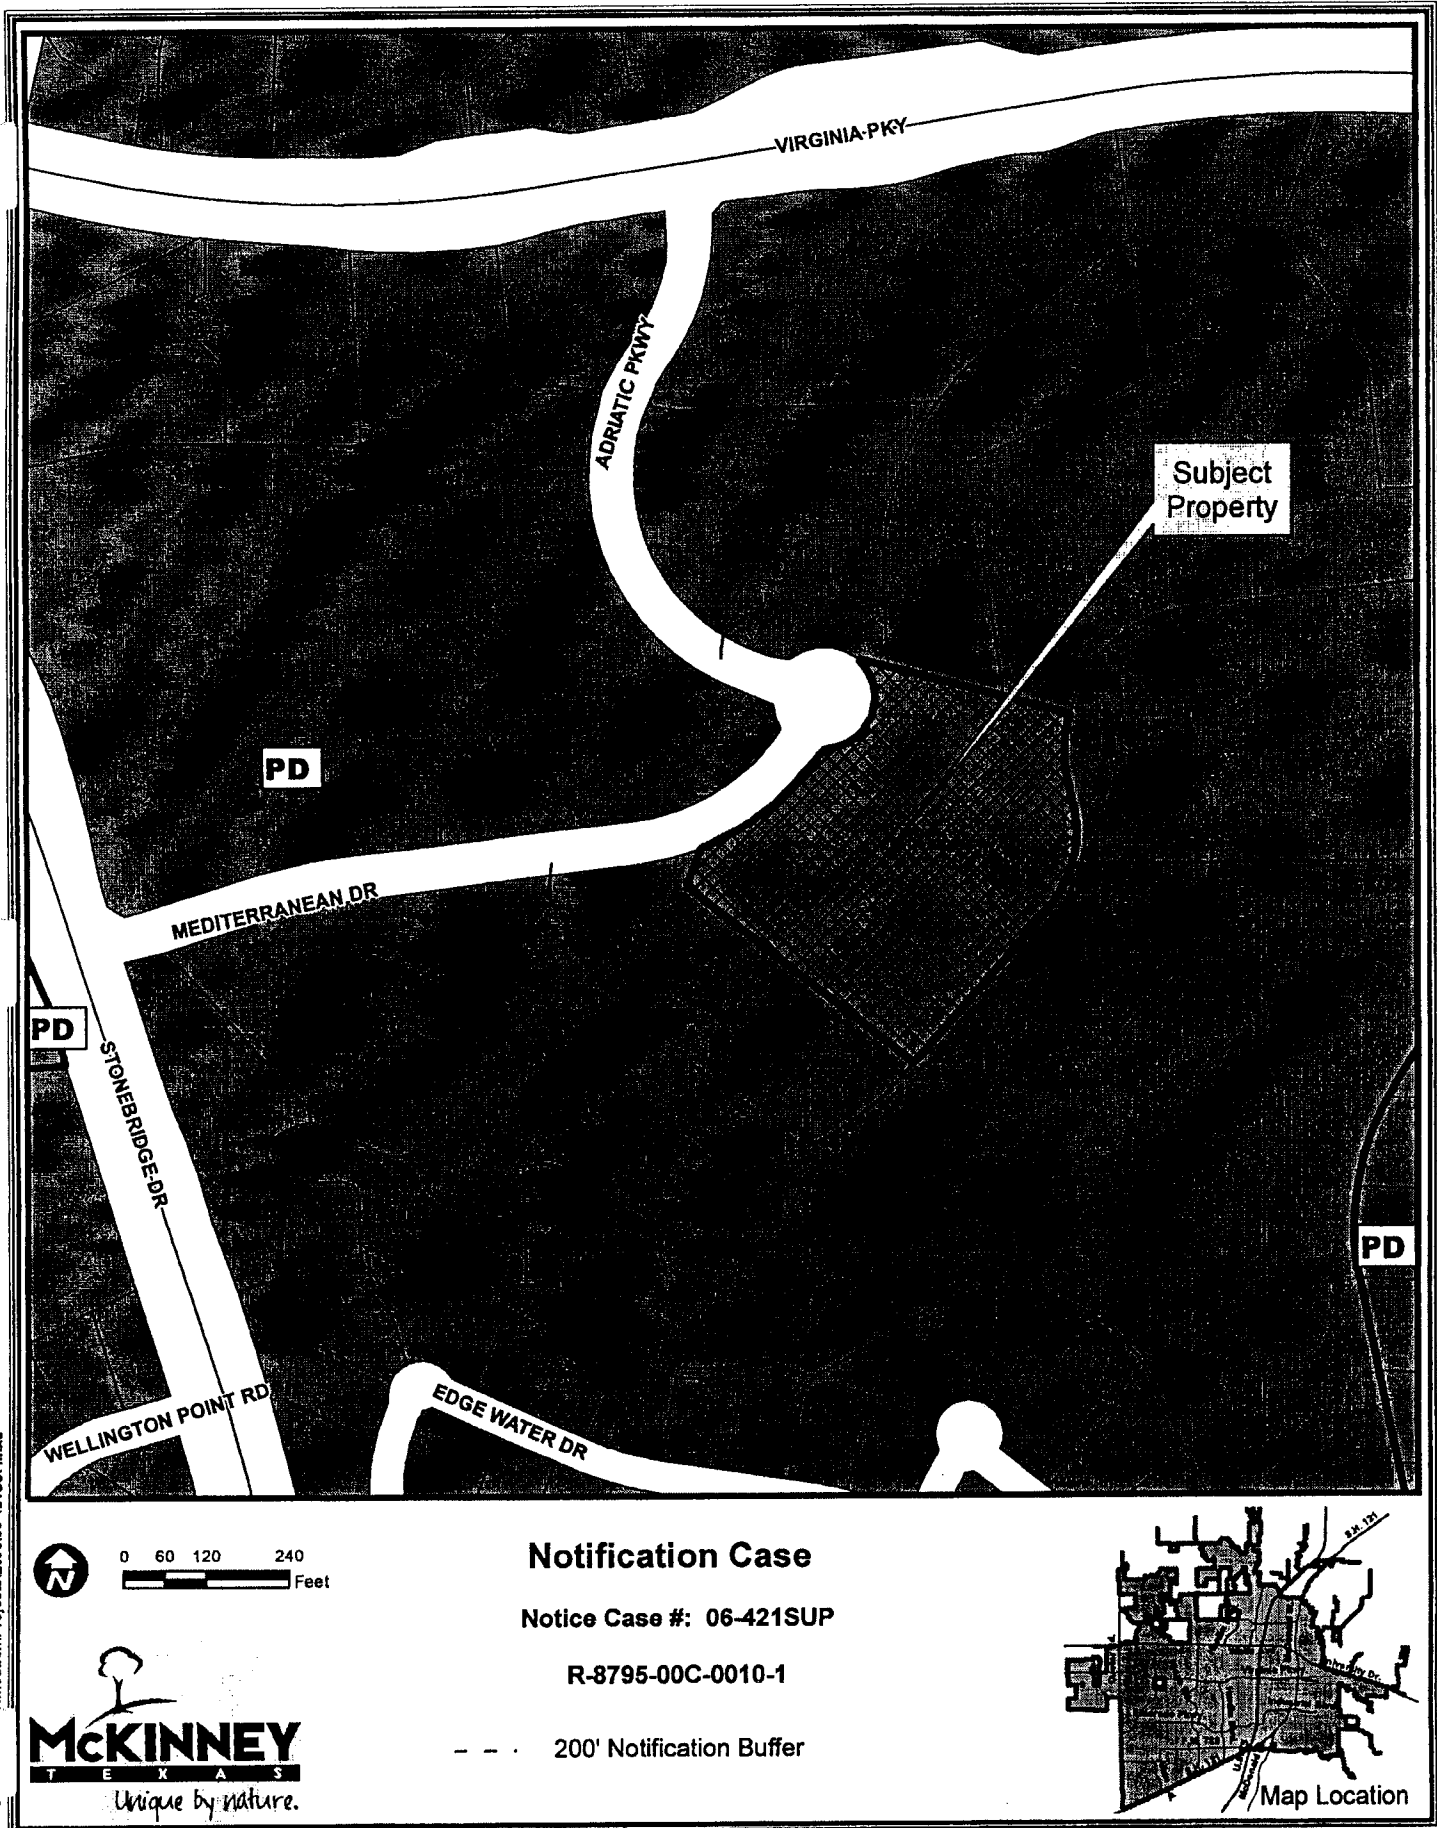 VIRGINIA PKY
ADRIATIC PKWY
Subject
Property
PD
MEDITERRANEAN DR
PD
STONEBRIDGE DR
PD
WELLINGTON POINT RD
EDGE WATER DR
N
0 60 120 240
Feet
Notification Case
Notice Case #: 06-421SUP
R-8795-00C-0010-1
200' Notification Buffer
McKINNEY
TEXAS
Unique by nature.
S.H. 121
Map Location